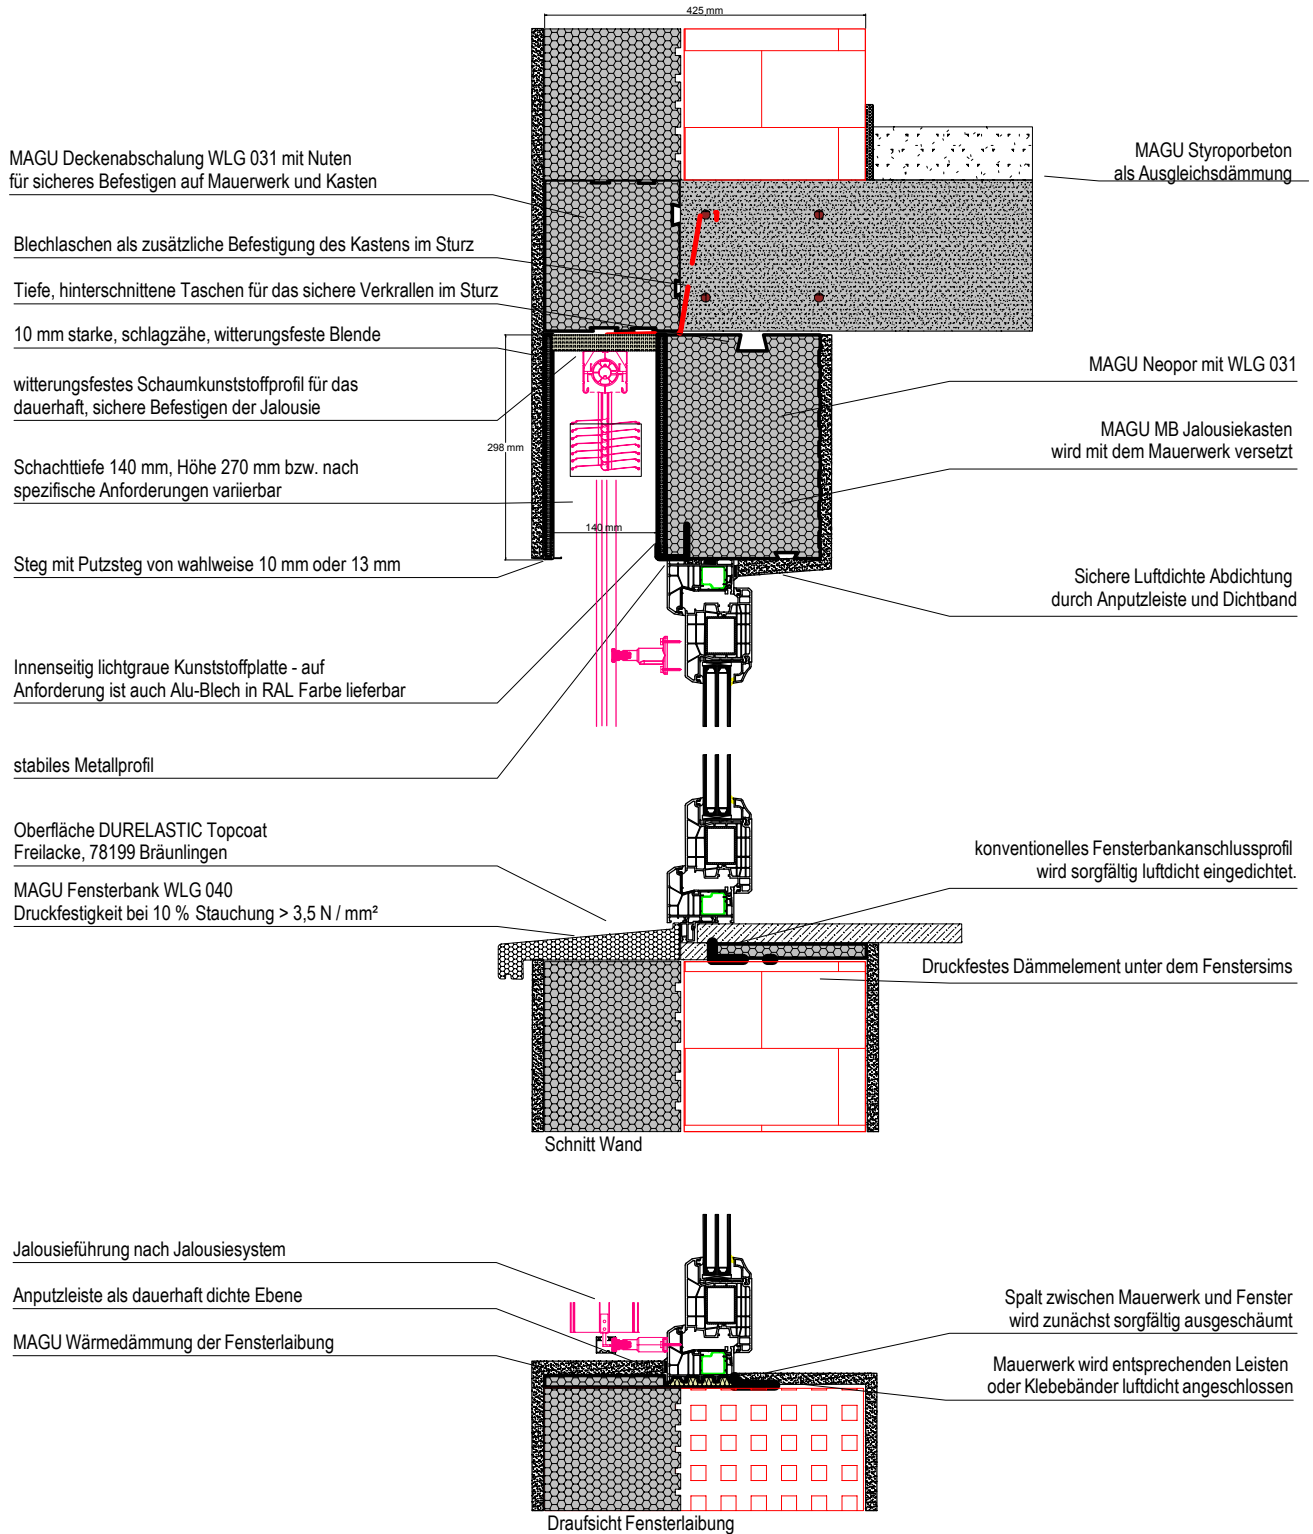 425 mm
MAGU Deckenabschalung WLG 031 mit Nuten
für sicheres Befestigen auf Mauerwerk und Kasten
Blechlaschen als zusätzliche Befestigung des Kastens im Sturz
Tiefe, hinterschnittene Taschen für das sichere Verkrallen im Sturz
10 mm starke, schlagzähe, witterungsfeste Blende
witterungsfestes Schaumkunststoffprofil für das
dauerhaft, sichere Befestigen der Jalousie
298 mm
Schachttiefe 140 mm, Höhe 270 mm bzw. nach
spezifische Anforderungen variierbar
140 mm
Steg mit Putzsteg von wahlweise 10 mm oder 13 mm
Innenseitig lichtgraue Kunststoffplatte - auf
Anforderung ist auch Alu-Blech in RAL Farbe lieferbar
stabiles Metallprofil
Oberfläche DURELASTIC Topcoat
Freilacke, 78199 Bräunlingen
MAGU Fensterbank WLG 040
Druckfestigkeit bei 10 % Stauchung > 3,5 N / mm²
MAGU Styroporbeton
als Ausgleichsdämmung
MAGU Neopor mit WLG 031
MAGU MB Jalousiekasten
wird mit dem Mauerwerk versetzt
Sichere Luftdichte Abdichtung
durch Anputzleiste und Dichtband
konventionelles Fensterbankanschlussprofil
wird sorgfältig luftdicht eingedichtet.
Druckfestes Dämmelement unter dem Fenstersims
Schnitt Wand
Jalousieführung nach Jalousiesystem
Anputzleiste als dauerhaft dichte Ebene
MAGU Wärmedämmung der Fensterlaibung
Spalt zwischen Mauerwerk und Fenster
wird zunächst sorgfältig ausgeschäumt
Mauerwerk wird entsprechenden Leisten
oder Klebebänder luftdicht angeschlossen
Draufsicht Fensterlaibung